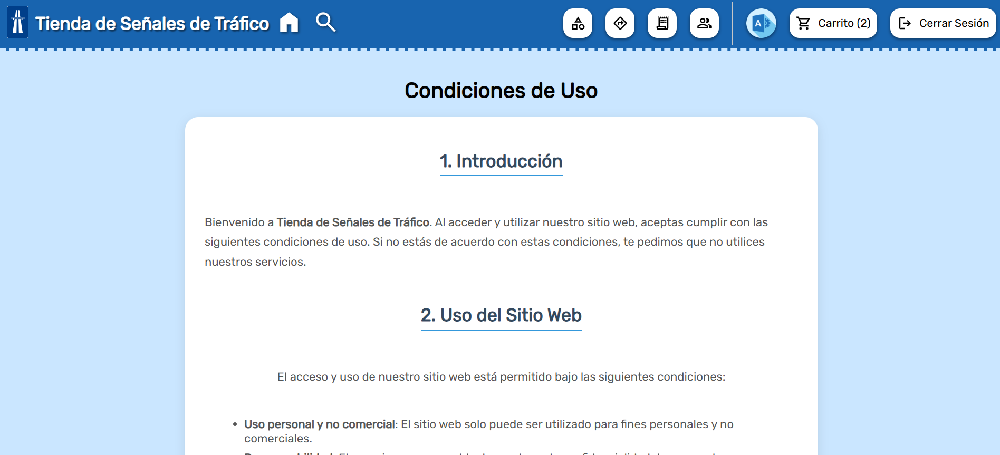 Tienda de Señales de Tráfico
A
Carrito (2)
Cerrar Sesión
Condiciones de Uso
1. Introducción
Bienvenido a Tienda de Señales de Tráfico. Al acceder y utilizar nuestro sitio web, aceptas cumplir con las
siguientes condiciones de uso. Si no estás de acuerdo con estas condiciones, te pedimos que no utilices
nuestros servicios.
2. Uso del Sitio Web
El acceso y uso de nuestro sitio web está permitido bajo las siguientes condiciones:
• Uso personal y no comercial: El sitio web solo puede ser utilizado para fines personales y no
comerciales.